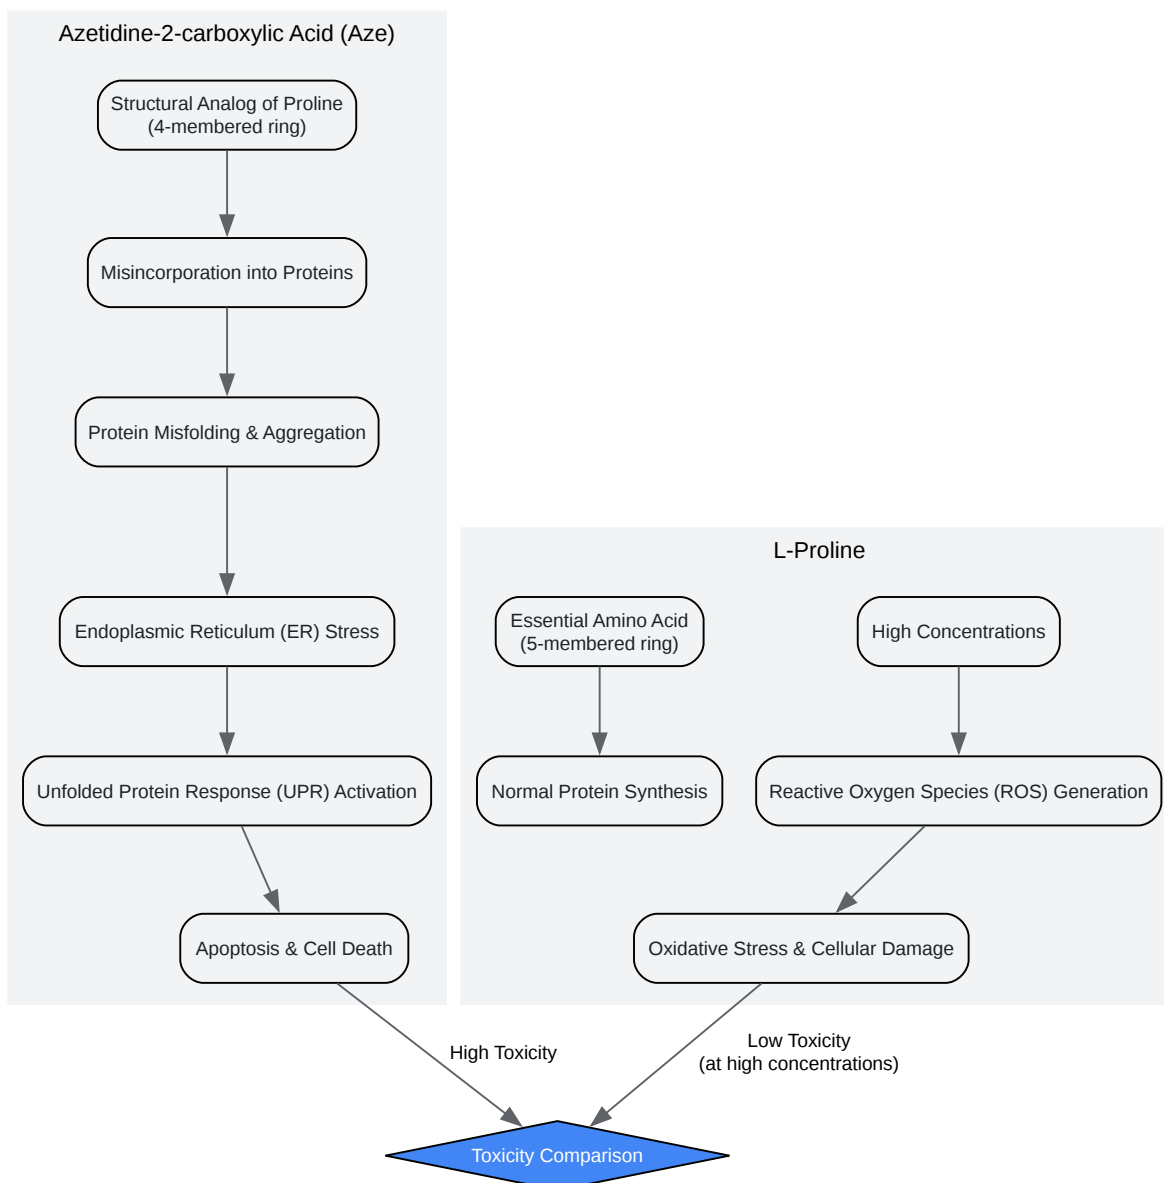 Azetidine-2-carboxylic Acid (Aze)
Structural Analog of Proline
(4-membered ring)
Misincorporation into Proteins
Protein Misfolding & Aggregation
Endoplasmic Reticulum (ER) Stress
Unfolded Protein Response (UPR) Activation
Apoptosis & Cell Death
L-Proline
Essential Amino Acid
(5-membered ring)
Normal Protein Synthesis
High Concentrations
Reactive Oxygen Species (ROS) Generation
Oxidative Stress & Cellular Damage
High Toxicity
Low Toxicity
(at high concentrations)
Toxicity Comparison